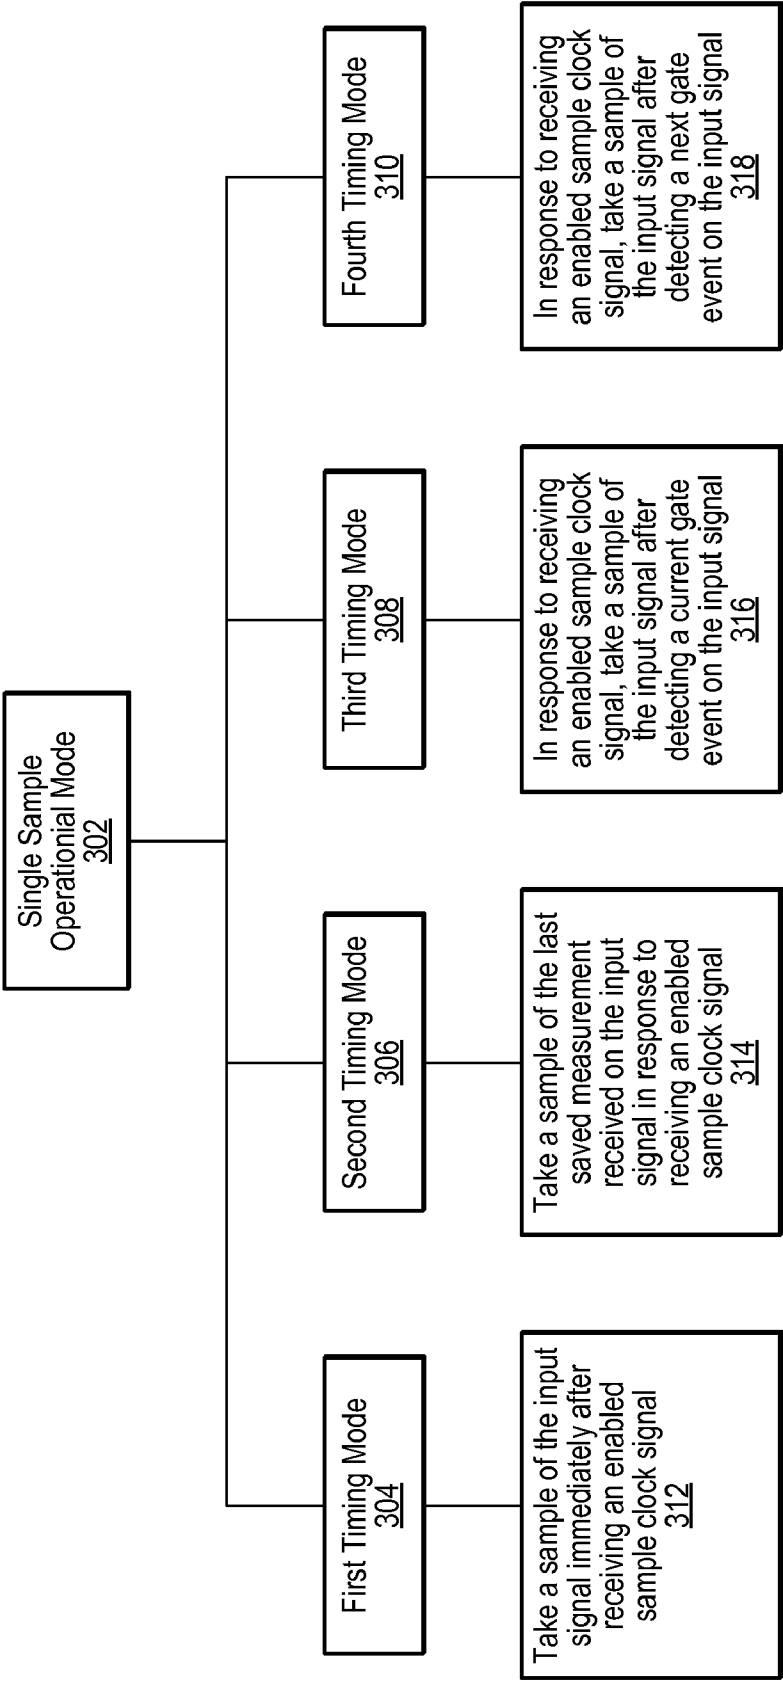 Single Sample
Operationial Mode
302
First Timing Mode
304
Second Timing Mode
306
Third Timing Mode
308
Fourth Timing Mode
310
Take a sample of the input
signal immediately after
receiving an enabled
sample clock signal
312
Take a sample of the last
saved measurement
received on the input
signal in response to
receiving an enabled
sample clock signal
314
In response to receiving
an enabled sample clock
signal, take a sample of
the input signal after
detecting a current gate
event on the input signal
316
In response to receiving
an enabled sample clock
signal, take a sample of
the input signal after
detecting a next gate
event on the input signal
318